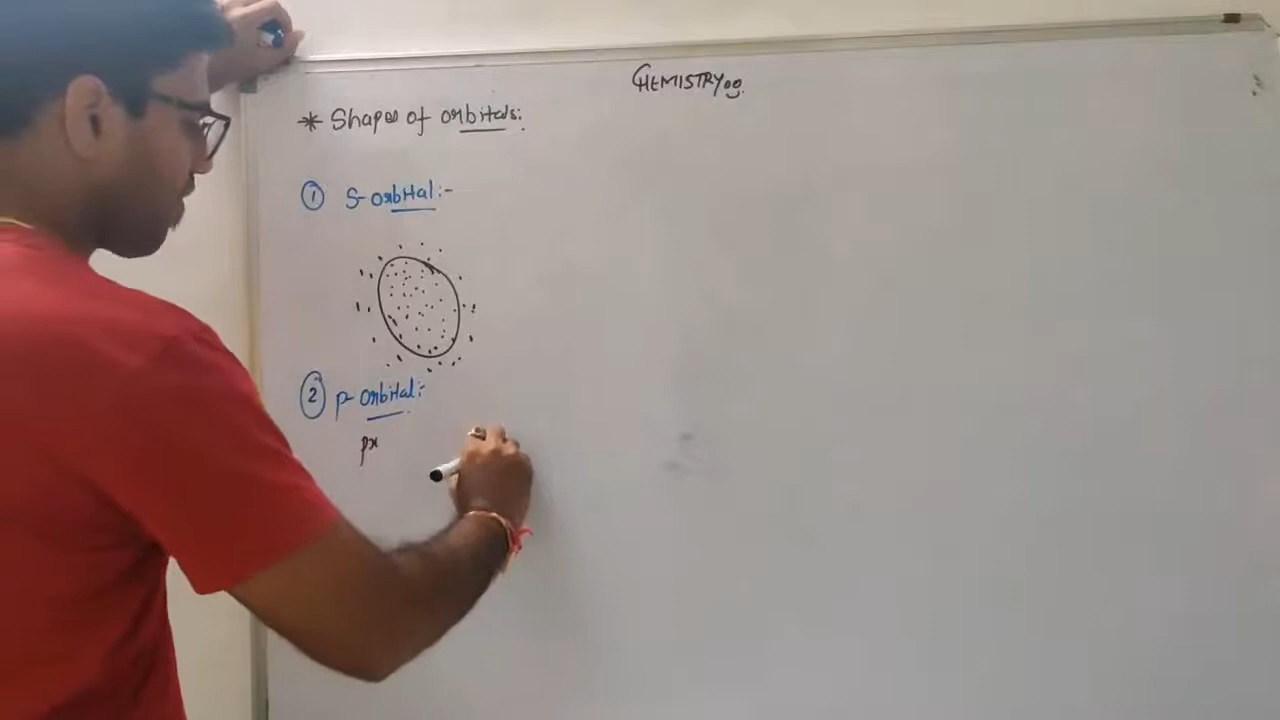 CHEMISTRY
* Shapes of orbitals:
① S-orbital:-
② p-orbital:-
px